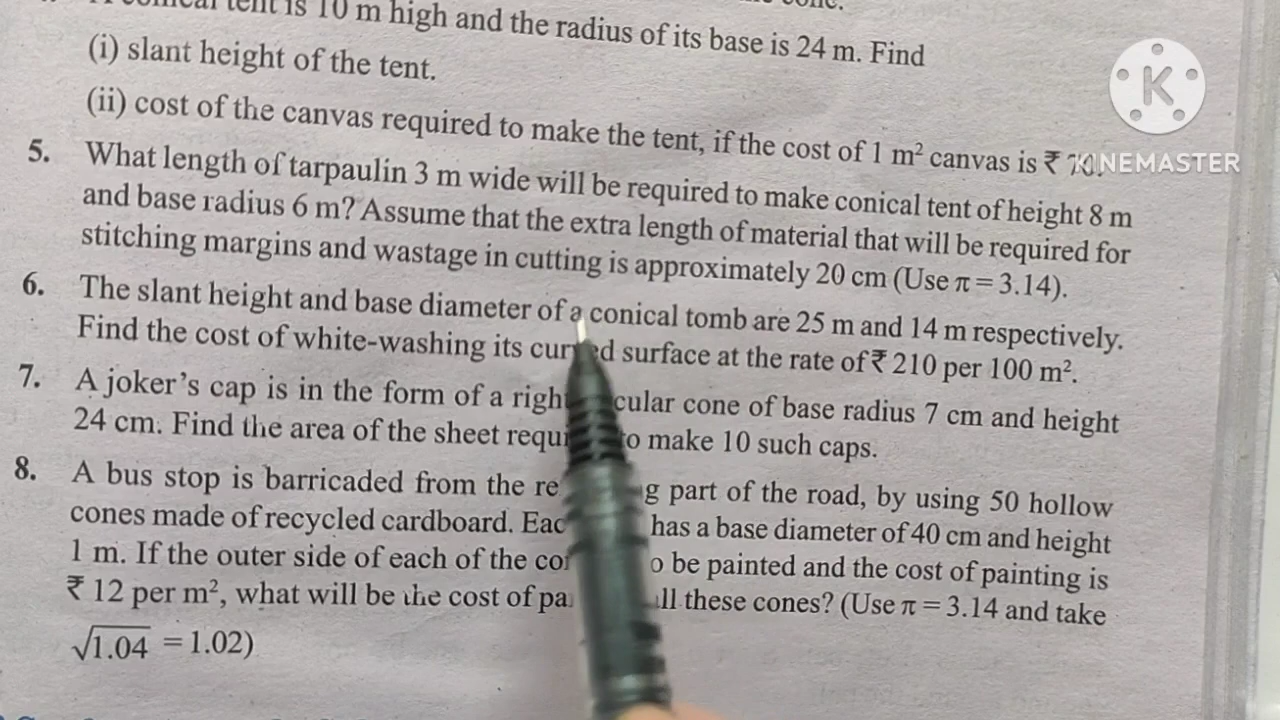 cone.
tent is 10 m high and the radius of its base is 24 m. Find
(i) slant height of the tent.
(ii) cost of the canvas required to make the tent, if the cost of 1 m² canvas is ₹
K
KINEMASTER
5. What length of tarpaulin 3 m wide will be required to make conical tent of height 8 m
and base radius 6 m? Assume that the extra length of material that will be required for
stitching margins and wastage in cutting is approximately 20 cm (Use π = 3.14).
6. The slant height and base diameter of a conical tomb are 25 m and 14 m respectively.
Find the cost of white-washing its curved surface at the rate of ₹ 210 per 100 m².
7. A joker's cap is in the form of a right cular cone of base radius 7 cm and height
24 cm. Find the area of the sheet requi to make 10 such caps.
8. A bus stop is barricaded from the re g part of the road, by using 50 hollow
cones made of recycled cardboard. Eac has a base diameter of 40 cm and height
1 m. If the outer side of each of the co o be painted and the cost of painting is
₹ 12 per m², what will be the cost of pa ll these cones? (Use π = 3.14 and take
√1.04 = 1.02)